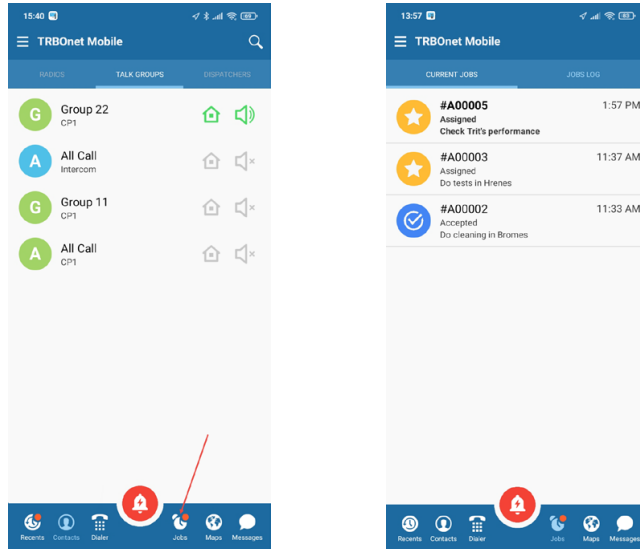 15:40
69
TRBOnet Mobile
RADIOS
TALK GROUPS
DISPATCHERS
G
Group 22
CP1
A
All Call
Intercom
G
Group 11
CP1
A
All Call
CP1
Recents
Contacts
Dialer
Jobs
Maps
Messages
13:57
TRBOnet Mobile
CURRENT JOBS
JOBS LOG
#A00005
1:57 PM
Assigned
Check Trit's performance
#A00003
11:37 AM
Assigned
Do tests in Hrenes
#A00002
11:33 AM
Accepted
Do cleaning in Bromes
Recents
Contacts
Dialer
Jobs
Maps
Messages